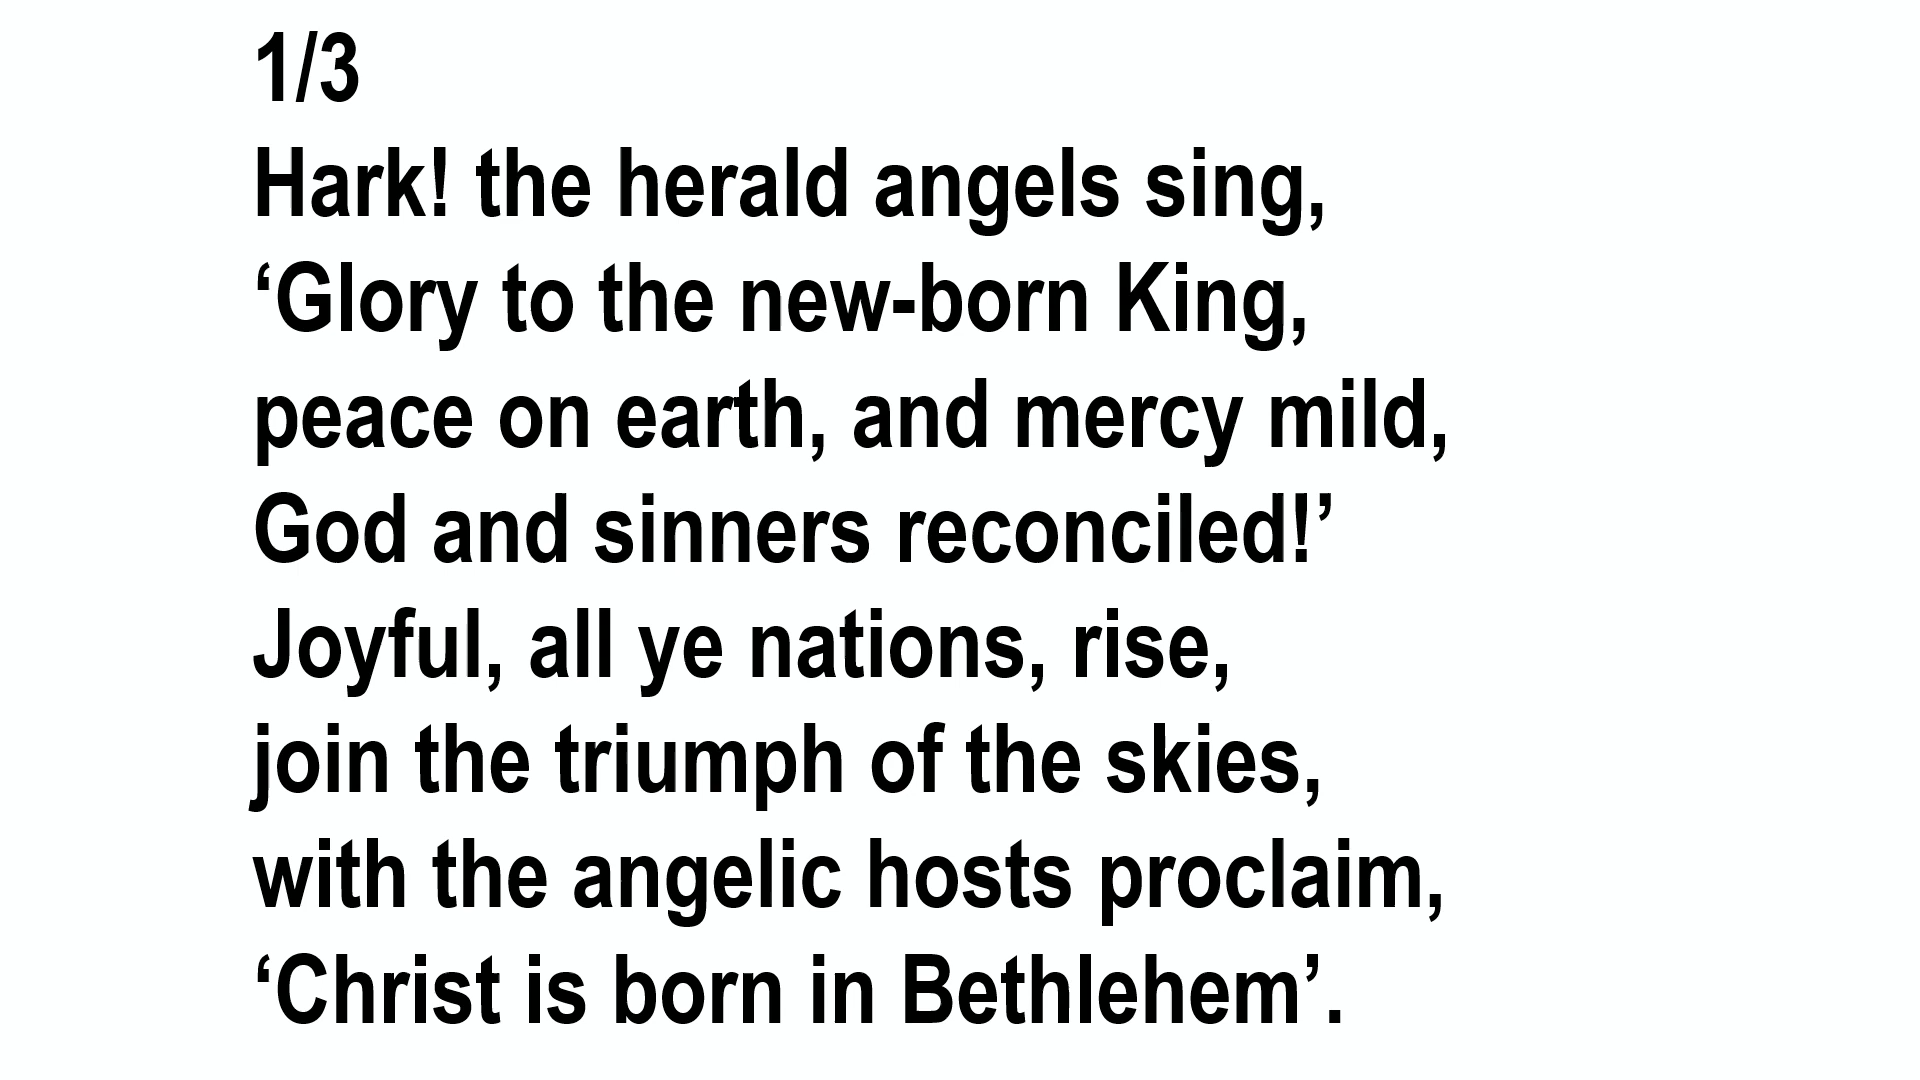 1/3
Hark! the herald angels sing,
‘Glory to the new-born King,
peace on earth, and mercy mild,
God and sinners reconciled!’
Joyful, all ye nations, rise,
join the triumph of the skies,
with the angelic hosts proclaim,
‘Christ is born in Bethlehem’.